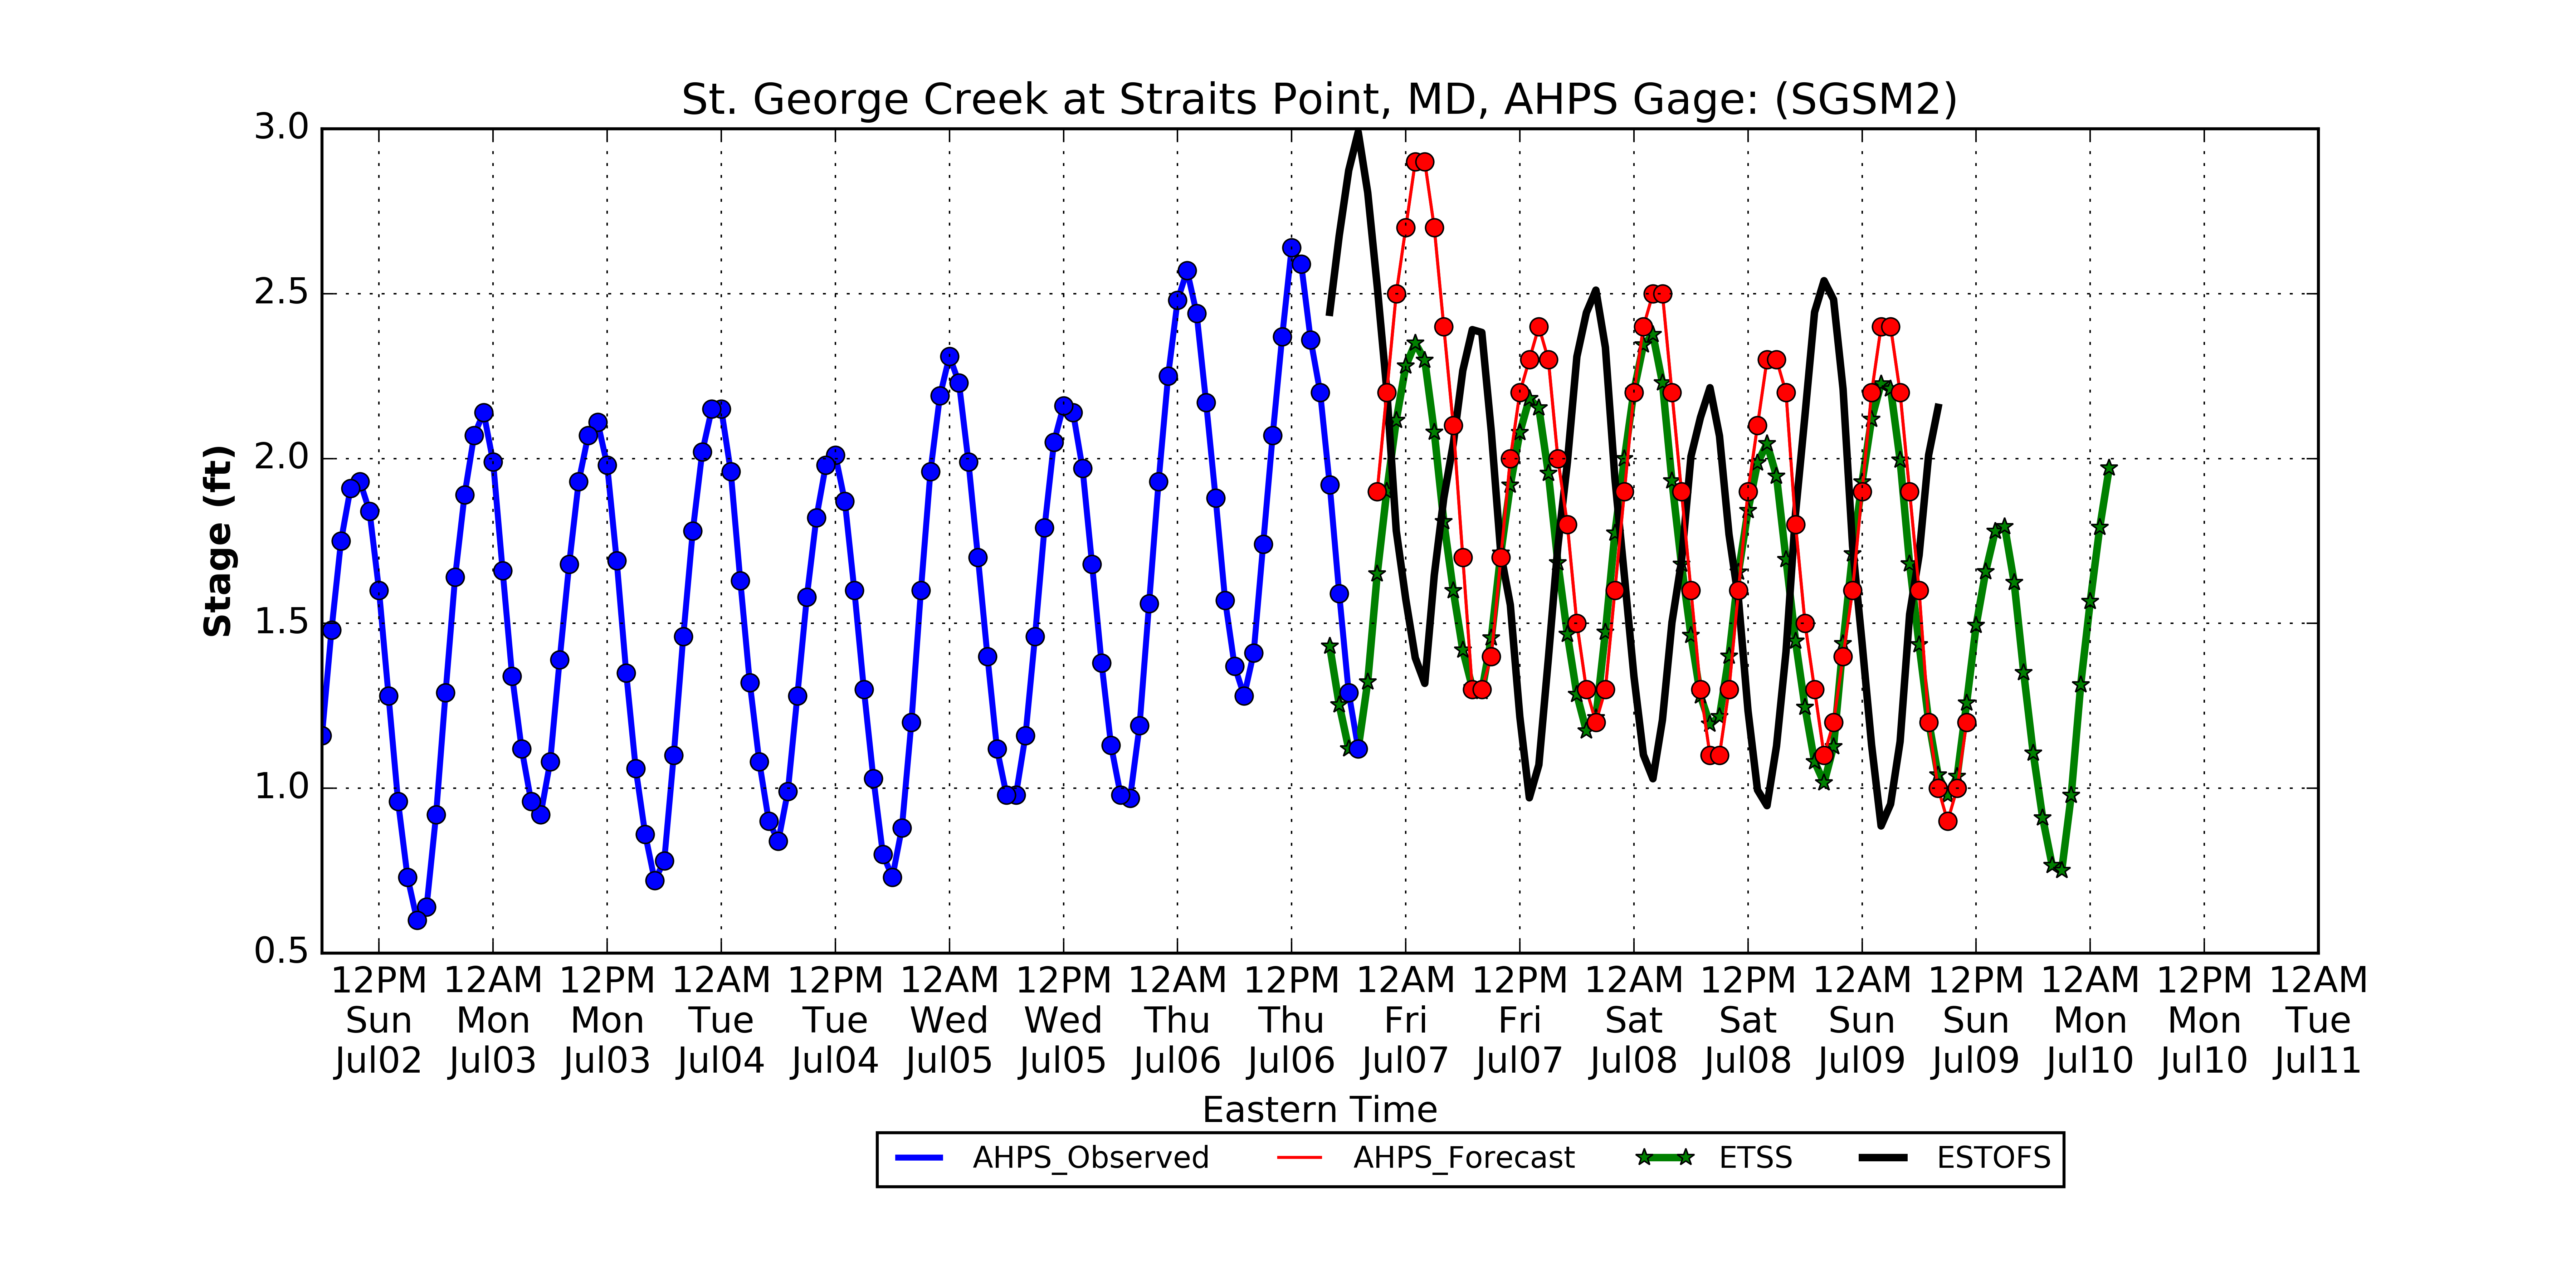 St. George Creek at Straits Point, MD, AHPS Gage: (SGSM2)
3.0
2.5
2.0
1.5
1.0
0.5
Stage (ft)
12PM 12AM 12PM 12AM 12PM 12AM 12PM 12AM 12PM 12AM 12PM 12AM 12PM 12AM 12PM 12AM 12PM 12AM
Sun Mon Mon Tue Tue Wed Wed Thu Thu Fri Fri Sat Sat Sun Sun Mon Mon Tue
Jul02 Jul03 Jul03 Jul04 Jul04 Jul05 Jul05 Jul06 Jul06 Jul07 Jul07 Jul08 Jul08 Jul09 Jul09 Jul10 Jul10 Jul11
Eastern Time
AHPS_Observed AHPS_Forecast ETSS ESTOFS